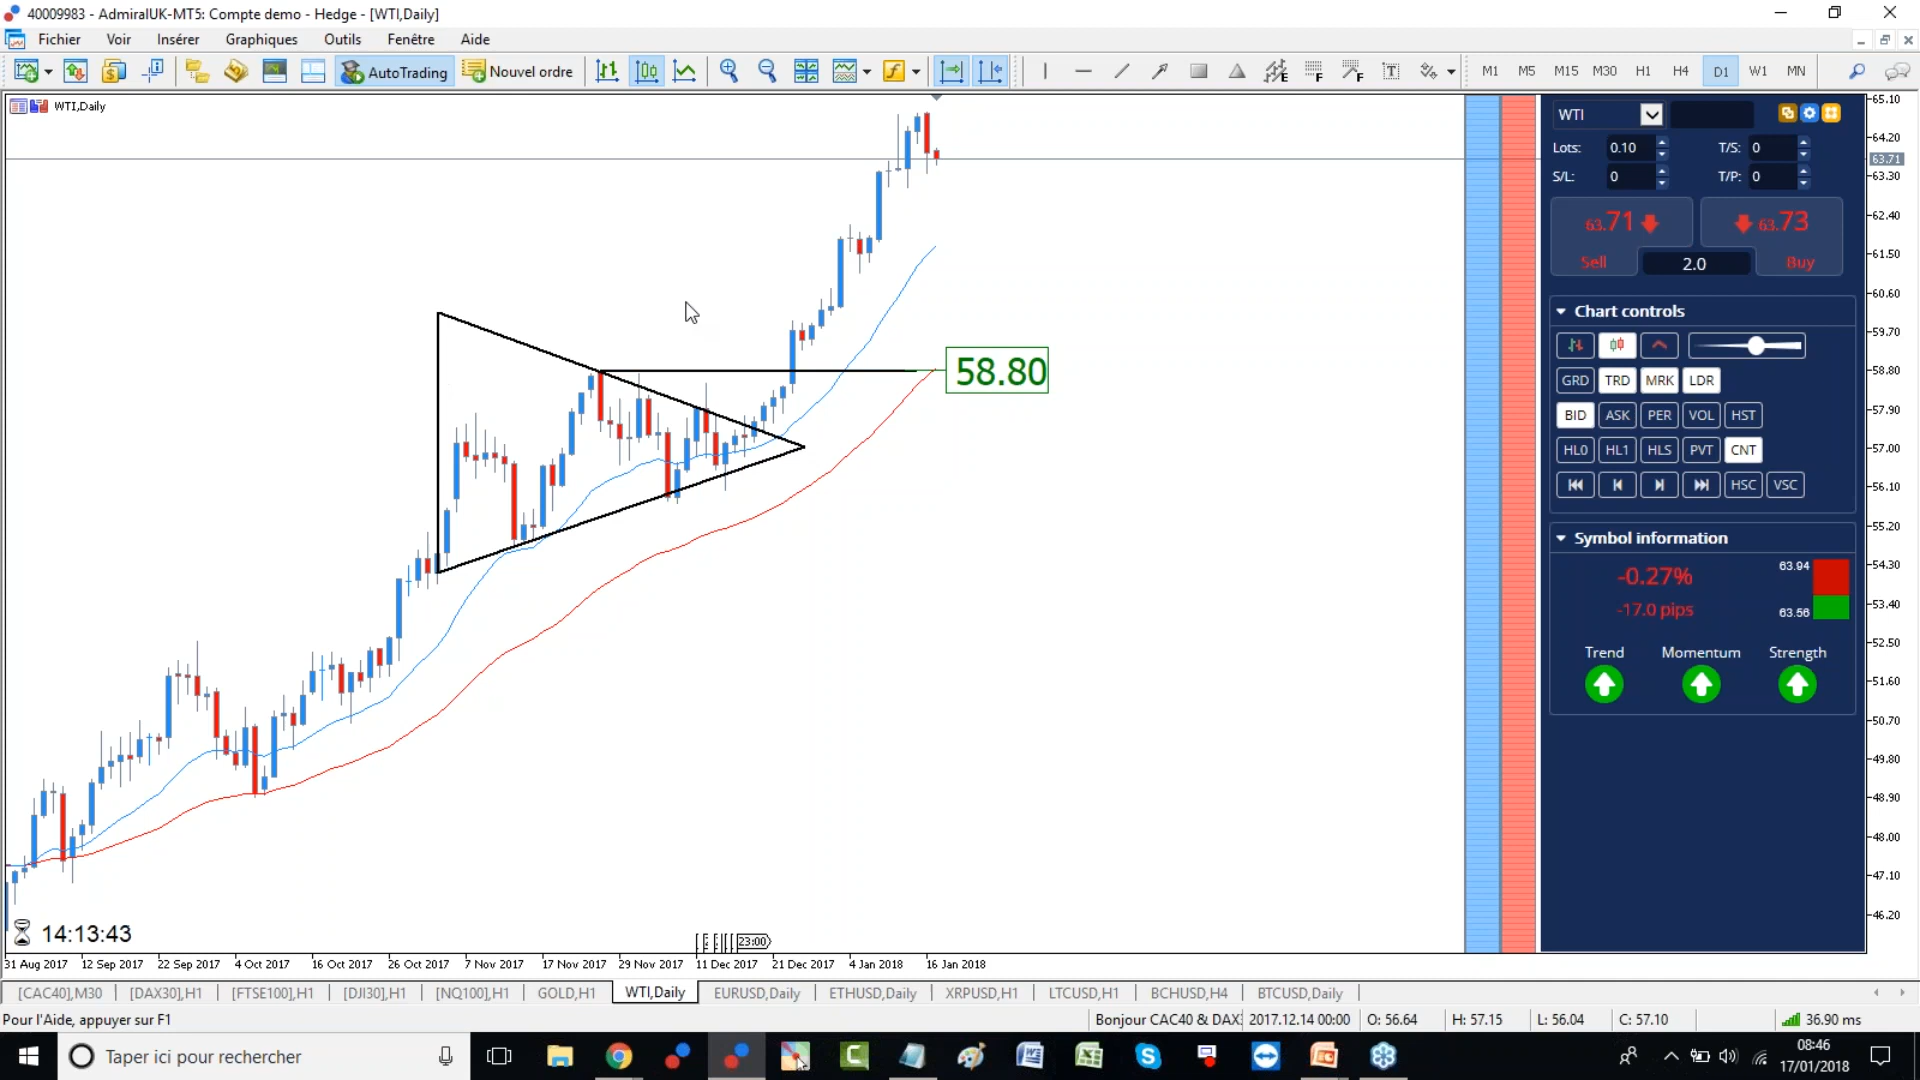 40009983 - AdmiralUK-MT5: Compte demo - Hedge - [WTI,Daily]
Fichier Voir Insérer Graphiques Outils Fenêtre Aide
AutoTrading Nouvel ordre M1 M5 M15 M30 H1 H4 D1 W1 MN
WTI,Daily
65.10
64.20
63.71
63.30
62.40
61.50
60.60
59.70
58.80
57.90
57.00
56.10
55.20
54.30
53.40
52.50
51.60
50.70
49.80
48.90
48.00
47.10
46.20
58.80
WTI
Lots: 0.10 T/S: 0
S/L: 0 T/P: 0
63.71 63.73
Sell 2.0 Buy
Chart controls
GRD TRD MRK LDR
BID ASK PER VOL HST
HL0 HL1 HLS PVT CNT
HSC VSC
Symbol information
-0.27% 63.94
-17.0 pips 63.56
Trend Momentum Strength
14:13:43
23:00
31 Aug 2017 12 Sep 2017 22 Sep 2017 4 Oct 2017 16 Oct 2017 26 Oct 2017 7 Nov 2017 17 Nov 2017 29 Nov 2017 11 Dec 2017 21 Dec 2017 4 Jan 2018 16 Jan 2018
[CAC40],M30 [DAX30],H1 [FTSE100],H1 [DJI30],H1 [NQ100],H1 GOLD,H1 WTI,Daily EURUSD,Daily ETHUSD,Daily XRPUSD,H1 LTCUSD,H1 BCHUSD,H4 BTCUSD,Daily
Pour l'Aide, appuyer sur F1 Bonjour CAC40 & DAX 2017.12.14 00:00 O: 56.64 H: 57.15 L: 56.04 C: 57.10 36.90 ms
Taper ici pour rechercher 08:46
17/01/2018